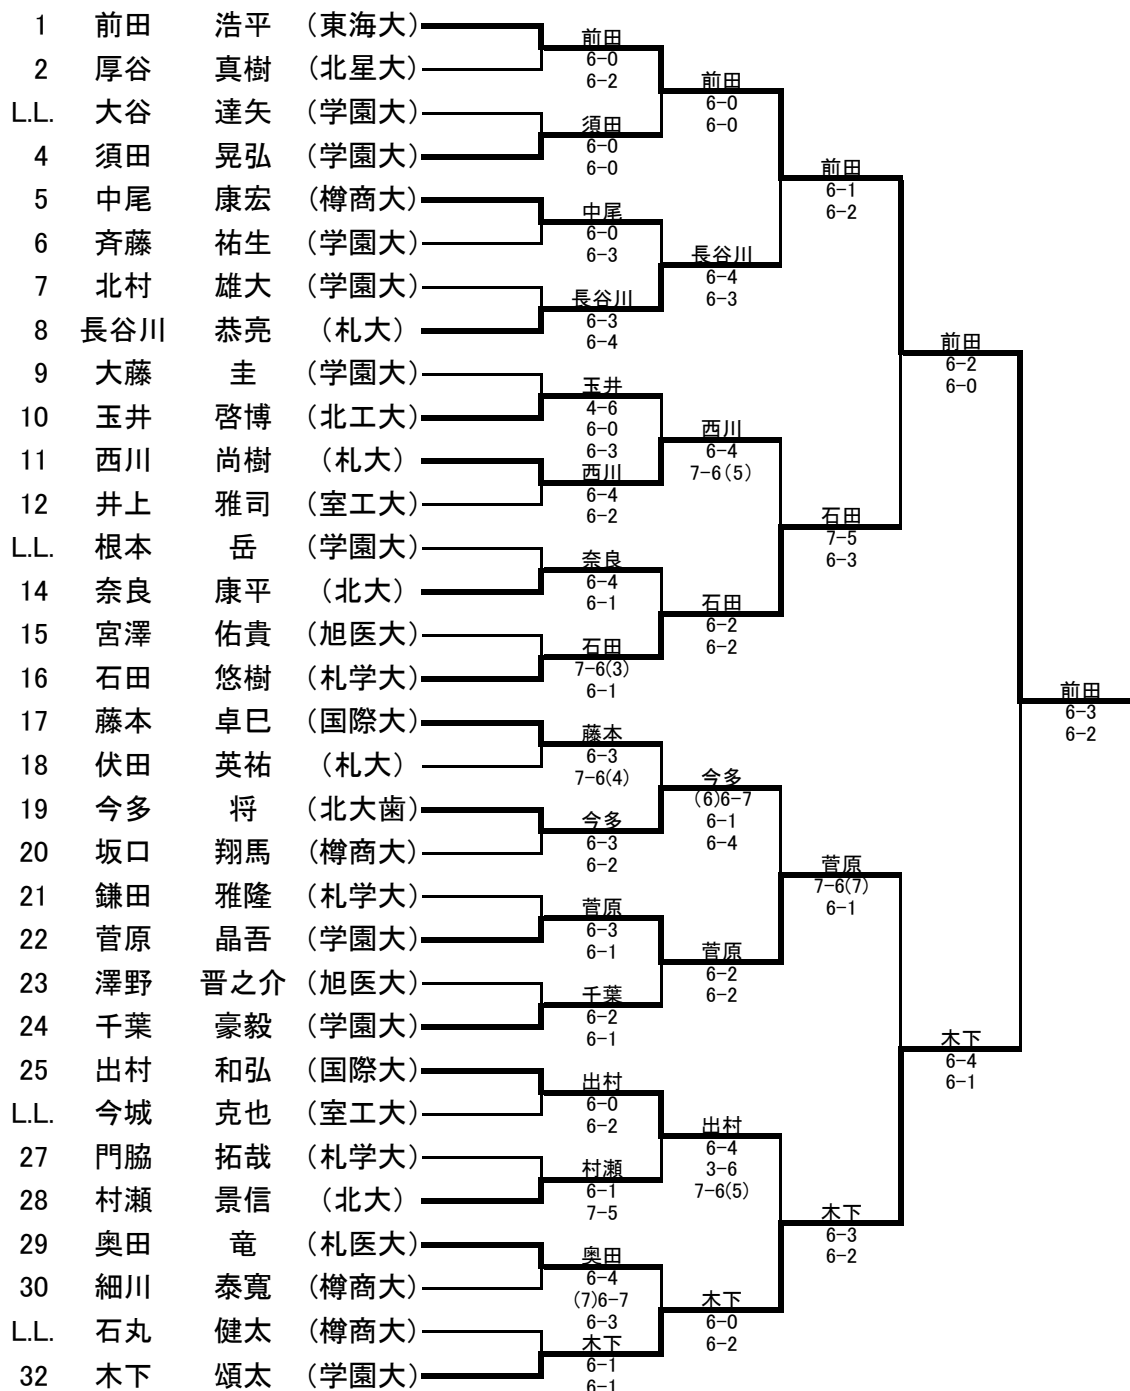 1 前田 浩平 (東海大)
2 厚谷 真樹 (北星大)
L.L. 大谷 達矢 (学園大)
4 須田 晃弘 (学園大)
5 中尾 康宏 (樽商大)
6 斉藤 祐生 (学園大)
7 北村 雄大 (学園大)
8 長谷川 恭亮 (札大)
9 大藤 圭 (学園大)
10 玉井 啓博 (北工大)
11 西川 尚樹 (札大)
12 井上 雅司 (室工大)
L.L. 根本 岳 (学園大)
14 奈良 康平 (北大)
15 宮澤 佑貴 (旭医大)
16 石田 悠樹 (札学大)
17 藤本 卓巳 (国際大)
18 伏田 英祐 (札大)
19 今多 将 (北大歯)
20 坂口 翔馬 (樽商大)
21 鎌田 雅隆 (札学大)
22 菅原 晶吾 (学園大)
23 澤野 晋之介 (旭医大)
24 千葉 豪毅 (学園大)
25 出村 和弘 (国際大)
L.L. 今城 克也 (室工大)
27 門脇 拓哉 (札学大)
28 村瀬 景信 (北大)
29 奥田 竜 (札医大)
30 細川 泰寛 (樽商大)
L.L. 石丸 健太 (樽商大)
32 木下 頌太 (学園大)
前田
6-0
6-2
須田
6-0
6-0
中尾
6-0
6-3
長谷川
6-3
6-4
玉井
4-6
6-0
6-3
西川
6-4
6-2
奈良
6-4
6-1
石田
7-6(3)
6-1
藤本
6-3
7-6(4)
今多
6-3
6-2
菅原
6-3
6-1
千葉
6-2
6-1
出村
6-0
6-2
村瀬
6-1
7-5
奥田
6-4
(7)6-7
6-3
木下
6-1
6-1
前田
6-0
6-0
長谷川
6-4
6-3
西川
6-4
7-6(5)
石田
6-2
6-2
今多
(6)6-7
6-1
6-4
菅原
6-2
6-2
出村
6-4
3-6
7-6(5)
木下
6-0
6-2
前田
6-1
6-2
石田
7-5
6-3
菅原
7-6(7)
6-1
木下
6-3
6-2
前田
6-2
6-0
木下
6-4
6-1
前田
6-3
6-2